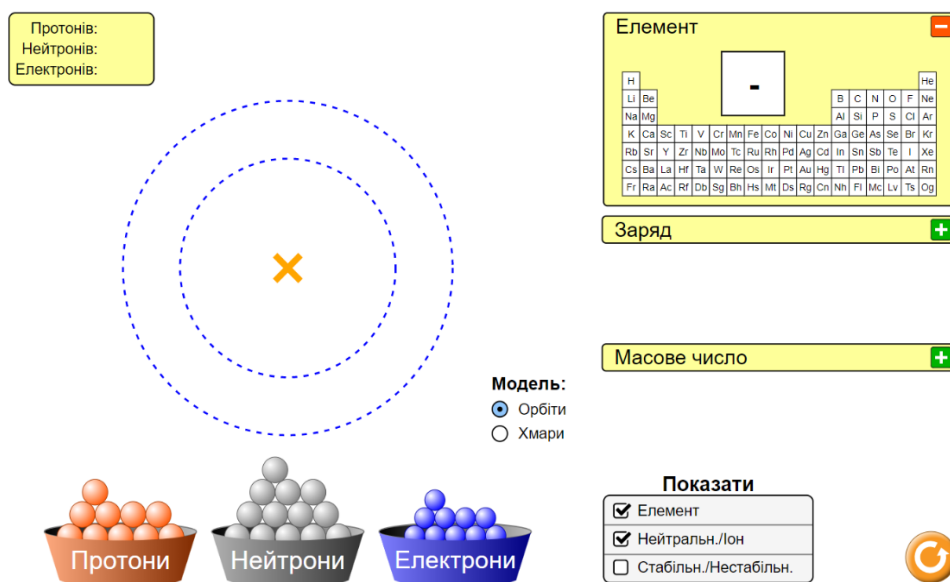 Протонів:
Нейтронів:
Електронів:
Елемент
-
H He
Li Be B C N O F Ne
Na Mg Al Si P S Cl Ar
K Ca Sc Ti V Cr Mn Fe Co Ni Cu Zn Ga Ge As Se Br Kr
Rb Sr Y Zr Nb Mo Tc Ru Rh Pd Ag Cd In Sn Sb Te I Xe
Cs Ba La Hf Ta W Re Os Ir Pt Au Hg Tl Pb Bi Po At Rn
Fr Ra Ac Rf Db Sg Bh Hs Mt Ds Rg Cn Nh Fl Mc Lv Ts Og
Заряд
Масове число
Модель:
Орбіти
Хмари
Протони
Нейтрони
Електрони
Показати
Елемент
Нейтральн./Іон
Стабільн./Нестабільн.